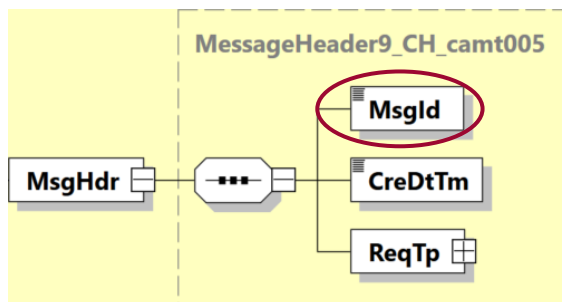 MessageHeader9_CH_camt005
MsgId
MsgHdr
CreDtTm
ReqTp